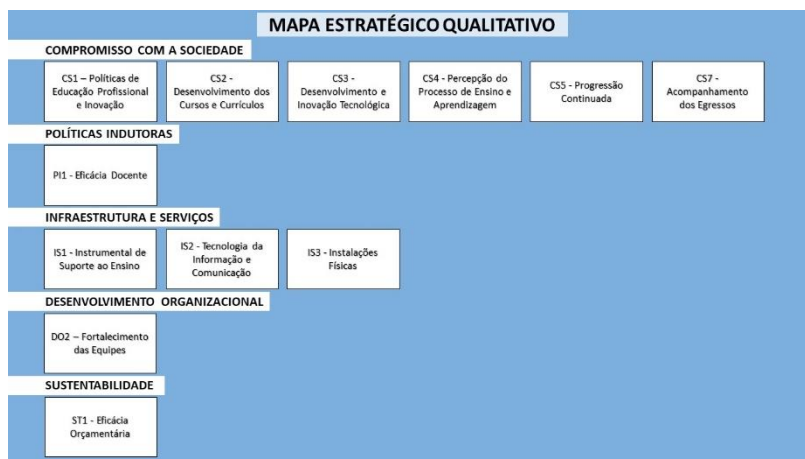 MAPA ESTRATÉGICO QUALITATIVO
COMPROMISSO COM A SOCIEDADE
CS1 – Políticas de
Educação Profissional
e Inovação
CS2 -
Desenvolvimento dos
Cursos e Currículos
CS3 -
Desenvolvimento e
Inovação Tecnológica
CS4 - Percepção do
Processo de Ensino e
Aprendizagem
CS5 - Progressão
Continuada
CS7 -
Acompanhamento
dos Egressos
POLÍTICAS INDUTORAS
PI1 - Eficácia Docente
INFRAESTRUTURA E SERVIÇOS
IS1 - Instrumental de
Suporte ao Ensino
IS2 - Tecnologia da
Informação e
Comunicação
IS3 - Instalações
Físicas
DESENVOLVIMENTO ORGANIZACIONAL
DO2 – Fortalecimento
das Equipes
SUSTENTABILIDADE
ST1 - Eficácia
Orçamentária